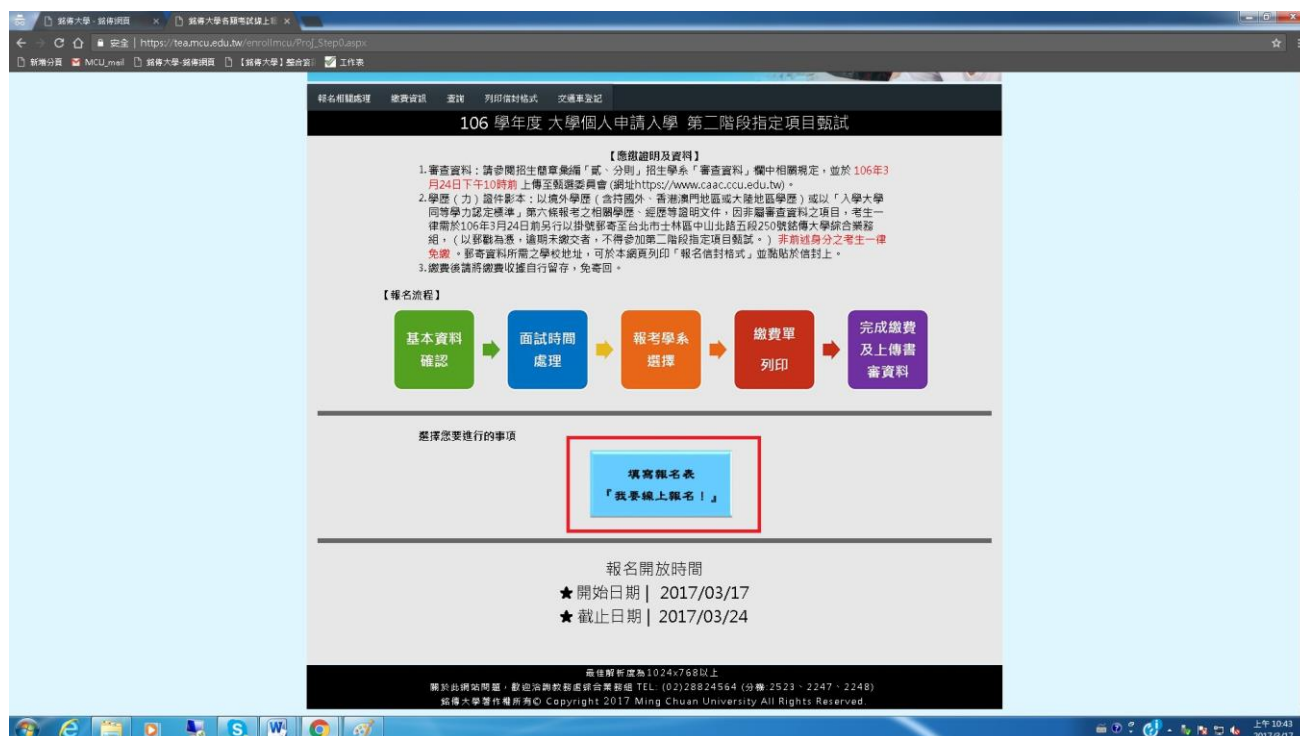 銘傳大學 - 銘傳網頁
銘傳大學各類考試線上報
安全 | https://tea.mcu.edu.tw/enrollmcu/Proj_Step0.aspx
新增分頁 MCU_mail 銘傳大學-銘傳網頁 【銘傳大學】整合資 工作表
報名相關處理 繳費資訊 查詢 列印信封格式 交通車登記
106 學年度 大學個人申請入學 第二階段指定項目甄試
【應繳證明及資料】
1. 審查資料：請參閱招生簡章彙編「貳、分則」招生學系「審查資料」欄中相關規定，並於 106年3
月24日下午10時前 上傳至甄選委員會 (網址https://www.caac.ccu.edu.tw)。
2. 學歷（力）證件影本：以境外學歷（含持國外、香港澳門地區或大陸地區學歷）或以「入學大學
同等學力認定標準」第六條報考之相關學歷、經歷等證明文件，因非屬審查資料之項目，考生一
律需於106年3月24日前另行以掛號郵寄至台北市士林區中山北路五段250號銘傳大學綜合業務
組，（以郵戳為憑，逾期未繳交者，不得參加第二階段指定項目甄試。）非前述身分之考生一律
免繳 。郵寄資料所需之學校地址，可於本網頁列印「報名信封格式」並黏貼於信封上。
3. 繳費後請將繳費收據自行留存，免寄回。
【報名流程】
基本資料
確認
面試時間
處理
報考學系
選擇
繳費單
列印
完成繳費
及上傳書
審資料
選擇您要進行的事項
填寫報名表
『我要線上報名！』
報名開放時間
★開始日期| 2017/03/17
★截止日期| 2017/03/24
最佳解析度為1024x768以上
關於此網站問題，歡迎洽詢教務處綜合業務組 TEL: (02)28824564 (分機:2523、2247、2248)
銘傳大學著作權所有© Copyright 2017 Ming Chuan University All Rights Reserved.
上午 10:43
2017/3/17